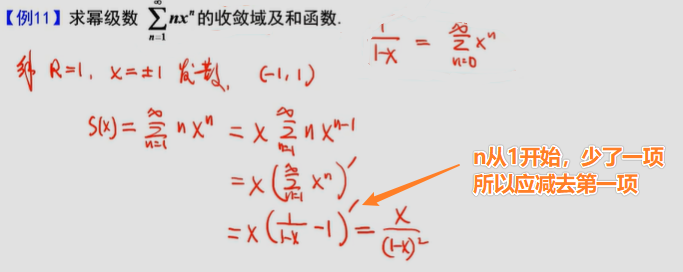 【例11】求幂级数 $\sum_{n=1}^{\infty} nx^n$ 的收敛域及和函数.
$\frac{1}{1-x} = \sum_{n=0}^{\infty} x^n$
解 R=1, x=±1 发散, (-1,1)
$S(x) = \sum_{n=1}^{\infty} n x^n = x \sum_{n=1}^{\infty} n x^{n-1}$
$= x \left( \sum_{n=1}^{\infty} x^n \right)'$
$= x \left( \frac{1}{1-x} - 1 \right)' = \frac{x}{(1-x)^2}$
n从1开始，少了一项
所以应减去第一项